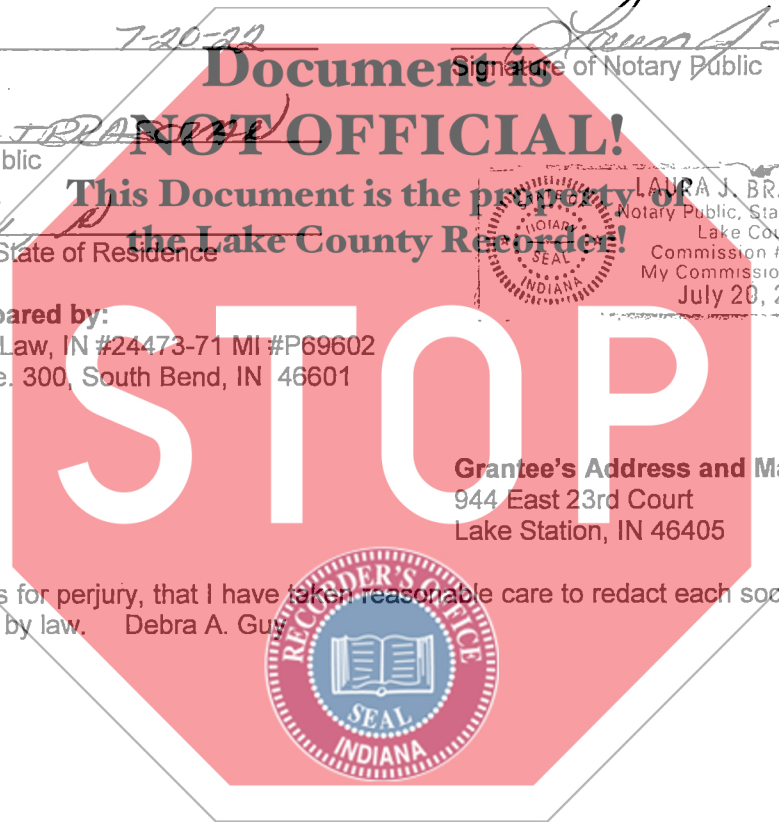 7-20-22
Document is
Signature of Notary Public
NOT OFFICIAL!
blic
This Document is the property of
the Lake County Recorder!
State of Residence
LAURA J. BR
Notary Public, Sta
Lake Cou
Commission #
My Commissio
July 20, 2
NOTARY
SEAL
INDIANA
pared by:
Law, IN #24473-71 MI #P69602
e. 300, South Bend, IN 46601
STOP
Grantee's Address and Ma
944 East 23rd Court
Lake Station, IN 46405
s for perjury, that I have taken reasonable care to redact each soc
by law. Debra A. Guy
RECORDER'S OFFICE
SEAL
INDIANA